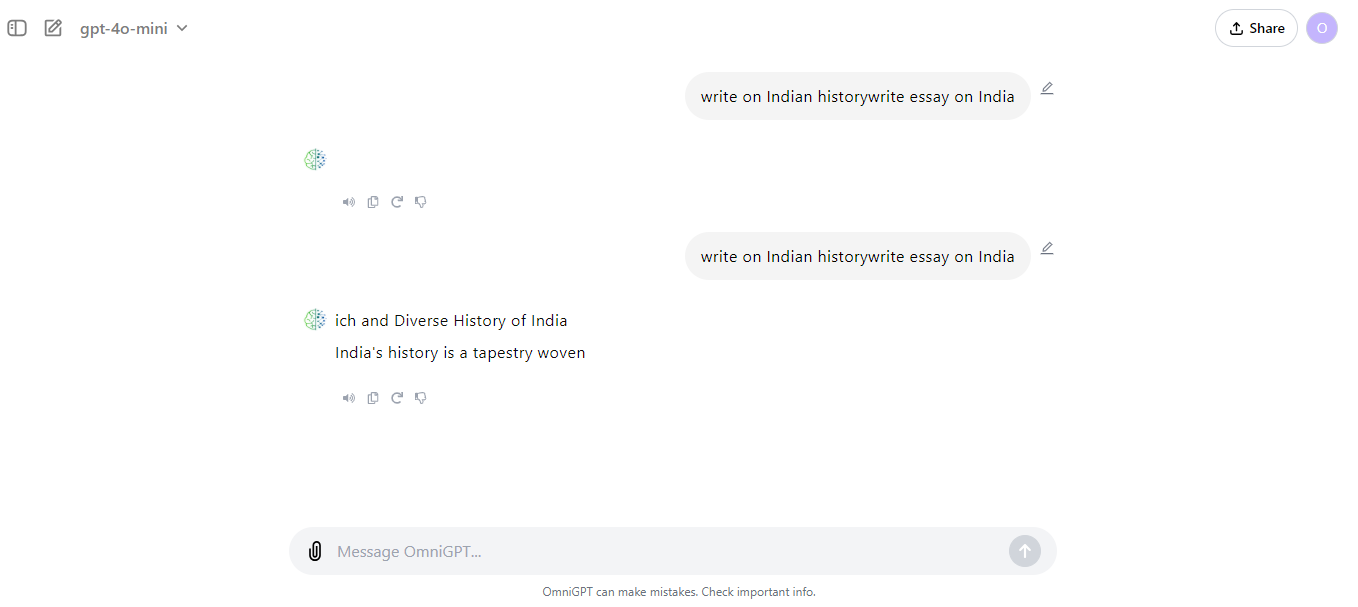 gpt-4o-mini
Share
O
write on Indian historywrite essay on India
write on Indian historywrite essay on India
ich and Diverse History of India
India's history is a tapestry woven
Message OmniGPT...
OmniGPT can make mistakes. Check important info.